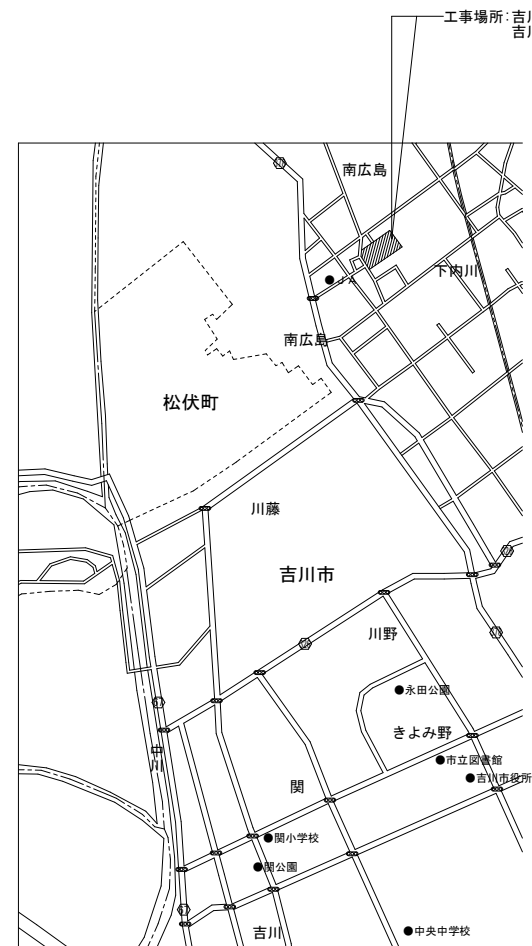 工事場所：吉川
吉川
南広島
下内川
●JA
南広島
松伏町
川藤
吉川市
川野
●永田公園
きよみ野
●市立図書館
●吉川市役所
関
●関小学校
●関公園
吉川
●中央中学校